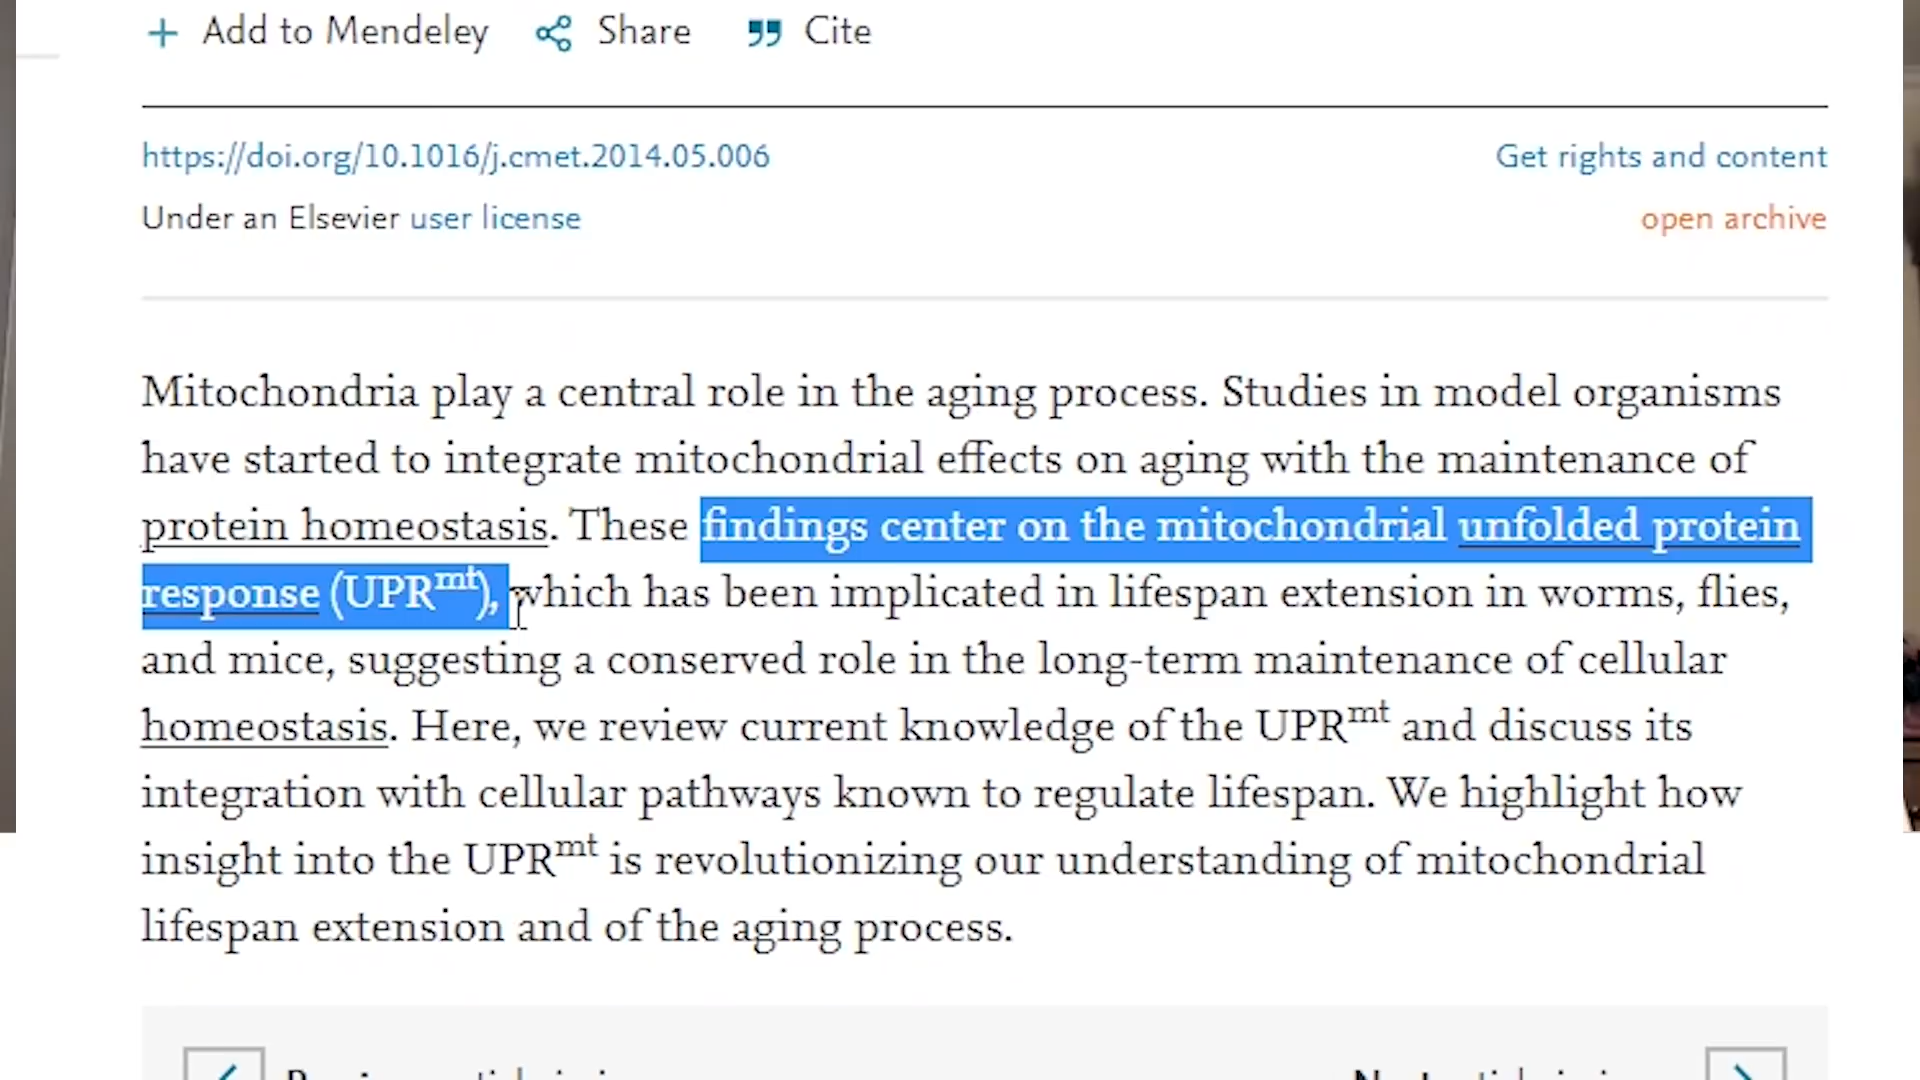 Add to Mendeley Share Cite
https://doi.org/10.1016/j.cmet.2014.05.006 Get rights and content
Under an Elsevier user license open archive
Mitochondria play a central role in the aging process. Studies in model organisms
have started to integrate mitochondrial effects on aging with the maintenance of
protein homeostasis. These findings center on the mitochondrial unfolded protein
response (UPRᵐᵗ), which has been implicated in lifespan extension in worms, flies,
and mice, suggesting a conserved role in the long-term maintenance of cellular
homeostasis. Here, we review current knowledge of the UPRᵐᵗ and discuss its
integration with cellular pathways known to regulate lifespan. We highlight how
insight into the UPRᵐᵗ is revolutionizing our understanding of mitochondrial
lifespan extension and of the aging process.